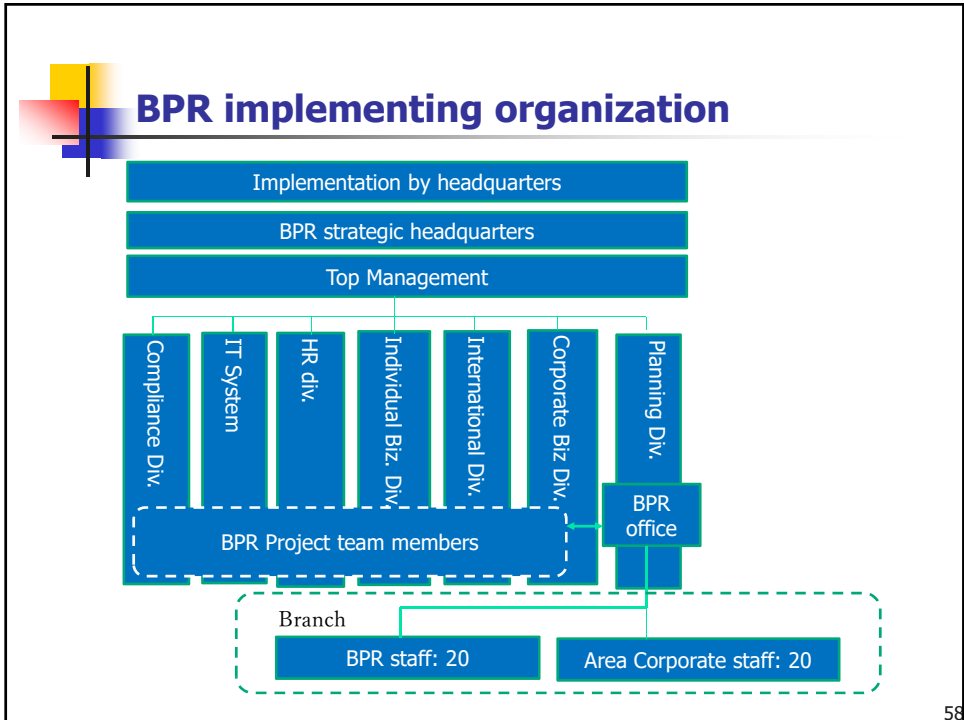 BPR implementing organization
Implementation by headquarters
BPR strategic headquarters
Top Management
Compliance Div.
IT System
HR div.
Individual Biz. Div.
International Div.
Corporate Biz Div.
Planning Div.
BPR Project team members
BPR
office
Branch
BPR staff: 20
Area Corporate staff: 20
58